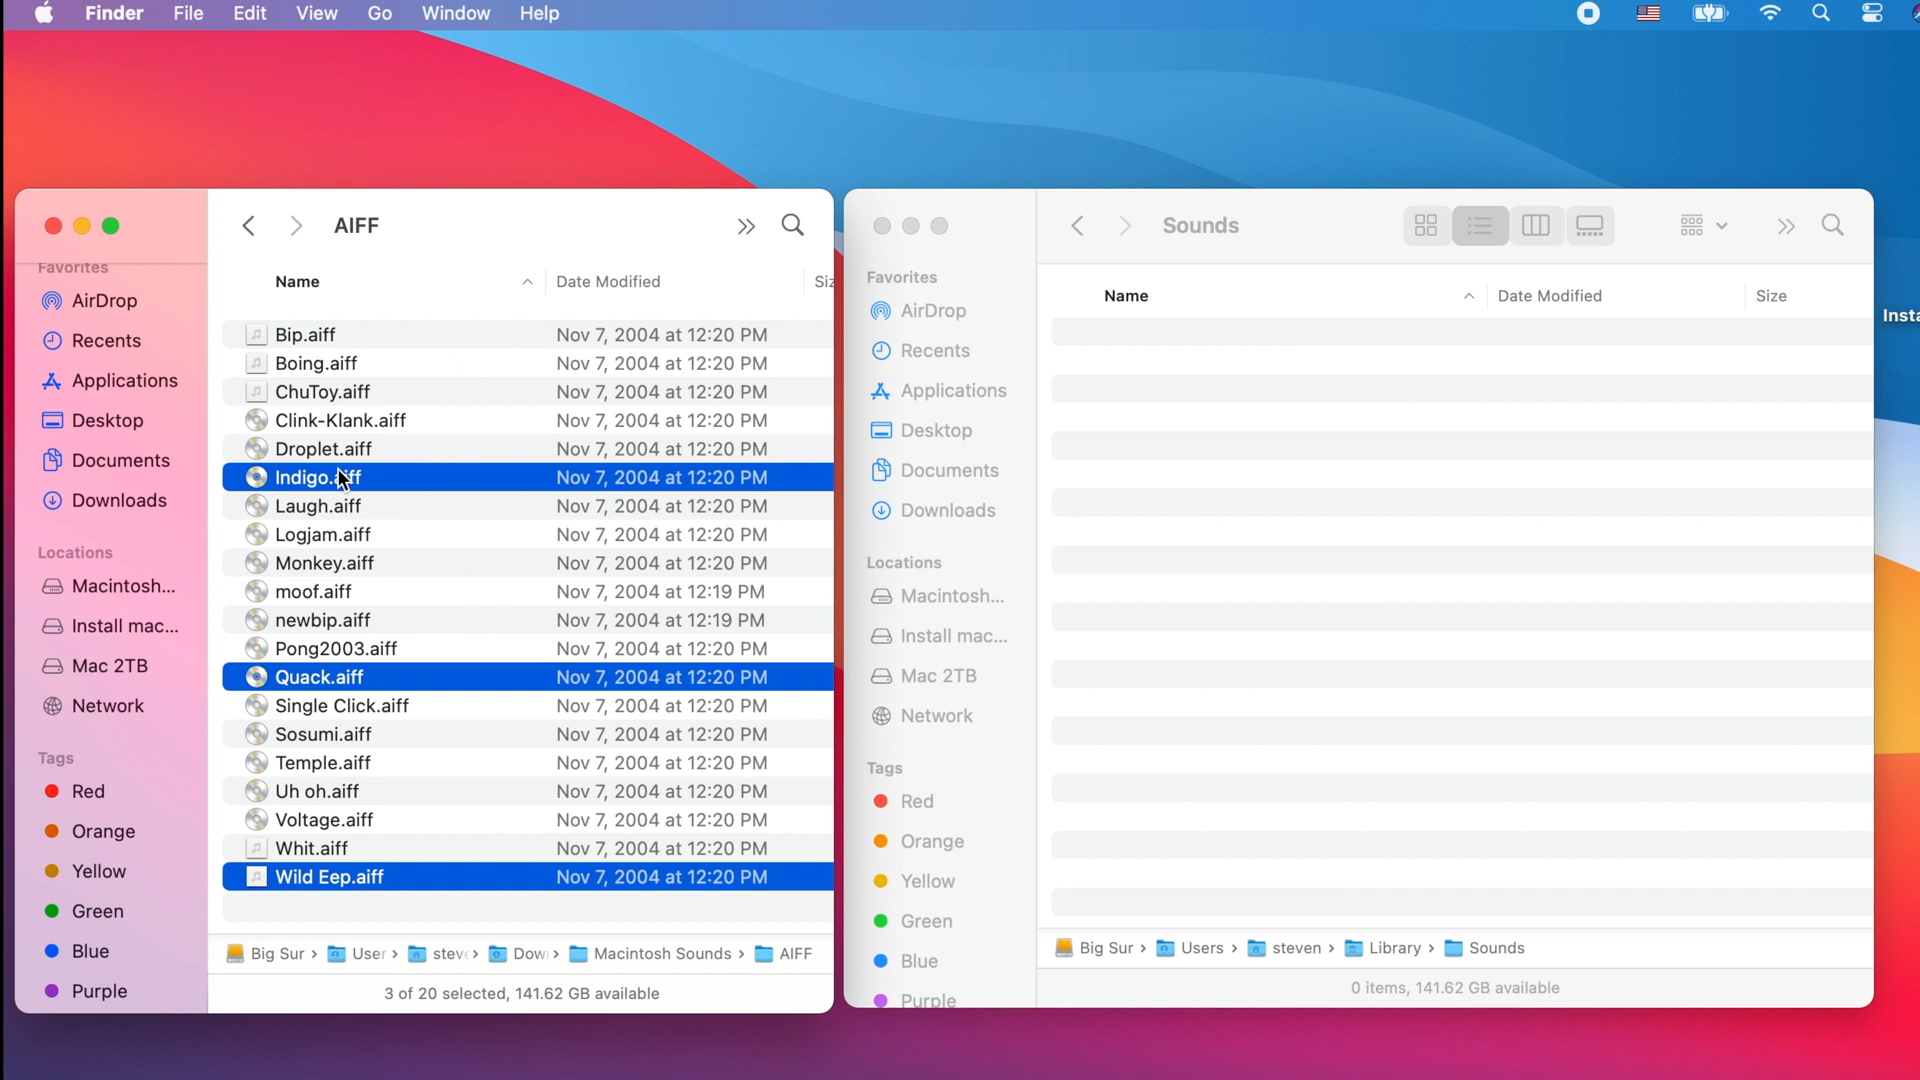 Finder File Edit View Go Window Help
AIFF
Favorites
AirDrop
Recents
Applications
Desktop
Documents
Downloads
Locations
Macintosh...
Install mac...
Mac 2TB
Network
Tags
Red
Orange
Yellow
Green
Blue
Purple
Name Date Modified Siz
Bip.aiff Nov 7, 2004 at 12:20 PM
Boing.aiff Nov 7, 2004 at 12:20 PM
ChuToy.aiff Nov 7, 2004 at 12:20 PM
Clink-Klank.aiff Nov 7, 2004 at 12:20 PM
Droplet.aiff Nov 7, 2004 at 12:20 PM
Indigo.aiff Nov 7, 2004 at 12:20 PM
Laugh.aiff Nov 7, 2004 at 12:20 PM
Logjam.aiff Nov 7, 2004 at 12:20 PM
Monkey.aiff Nov 7, 2004 at 12:20 PM
moof.aiff Nov 7, 2004 at 12:19 PM
newbip.aiff Nov 7, 2004 at 12:19 PM
Pong2003.aiff Nov 7, 2004 at 12:20 PM
Quack.aiff Nov 7, 2004 at 12:20 PM
Single Click.aiff Nov 7, 2004 at 12:20 PM
Sosumi.aiff Nov 7, 2004 at 12:20 PM
Temple.aiff Nov 7, 2004 at 12:20 PM
Uh oh.aiff Nov 7, 2004 at 12:20 PM
Voltage.aiff Nov 7, 2004 at 12:20 PM
Whit.aiff Nov 7, 2004 at 12:20 PM
Wild Eep.aiff Nov 7, 2004 at 12:20 PM
Big Sur › User › steve › Down › Macintosh Sounds › AIFF
3 of 20 selected, 141.62 GB available
Sounds
Favorites
AirDrop
Recents
Applications
Desktop
Documents
Downloads
Locations
Macintosh...
Install mac...
Mac 2TB
Network
Tags
Red
Orange
Yellow
Green
Blue
Purple
Name Date Modified Size
Big Sur › Users › steven › Library › Sounds
0 items, 141.62 GB available
Insta